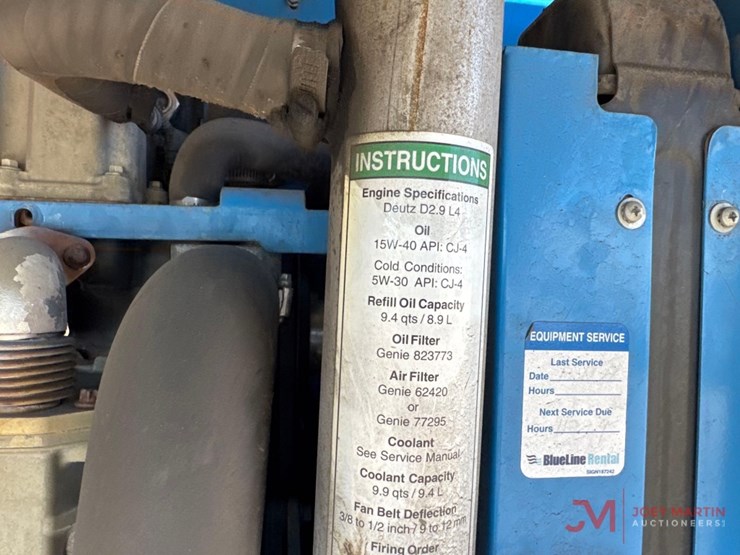 INSTRUCTIONS
Engine Specifications
Deutz D2.9 L4
Oil
15W-40 API: CJ-4
Cold Conditions:
5W-30 API: CJ-4
Refill Oil Capacity
9.4 qts / 8.9 L
Oil Filter
Genie 823773
Air Filter
Genie 62420
or
Genie 77295
Coolant
See Service Manual
Coolant Capacity
9.9 qts / 9.4 L
Fan Belt Deflection
3/8 to 1/2 inch / 9 to 12 mm
Firing Order
EQUIPMENT SERVICE
Last Service
Date
Hours
Next Service Due
Hours
BlueLine Rental
JM JOEY MARTIN
AUCTIONEERS